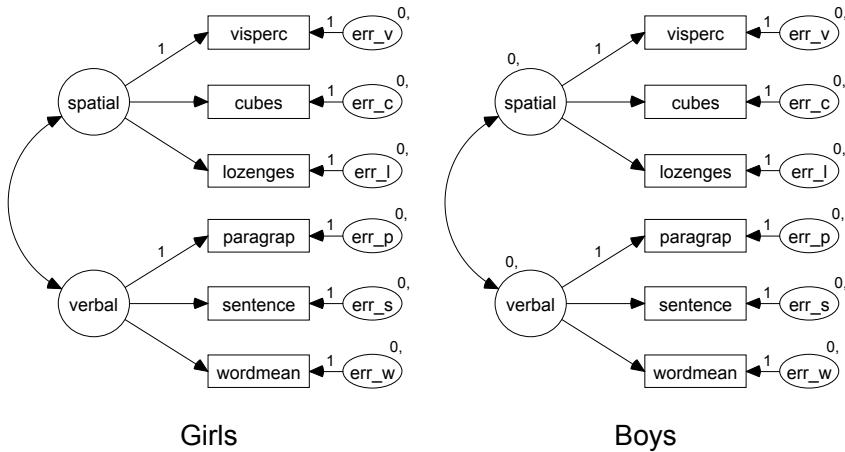 0,
1
visperc
1
err_v
0,
1
cubes
1
err_c
spatial
0,
lozenges
1
err_l
0,
1
paragrap
1
err_p
0,
sentence
1
err_s
verbal
0,
wordmean
1
err_w
Girls
0,
0,
1
visperc
1
err_v
0,
cubes
1
err_c
spatial
0,
lozenges
1
err_l
0,
0,
1
paragrap
1
err_p
0,
sentence
1
err_s
verbal
0,
wordmean
1
err_w
Boys